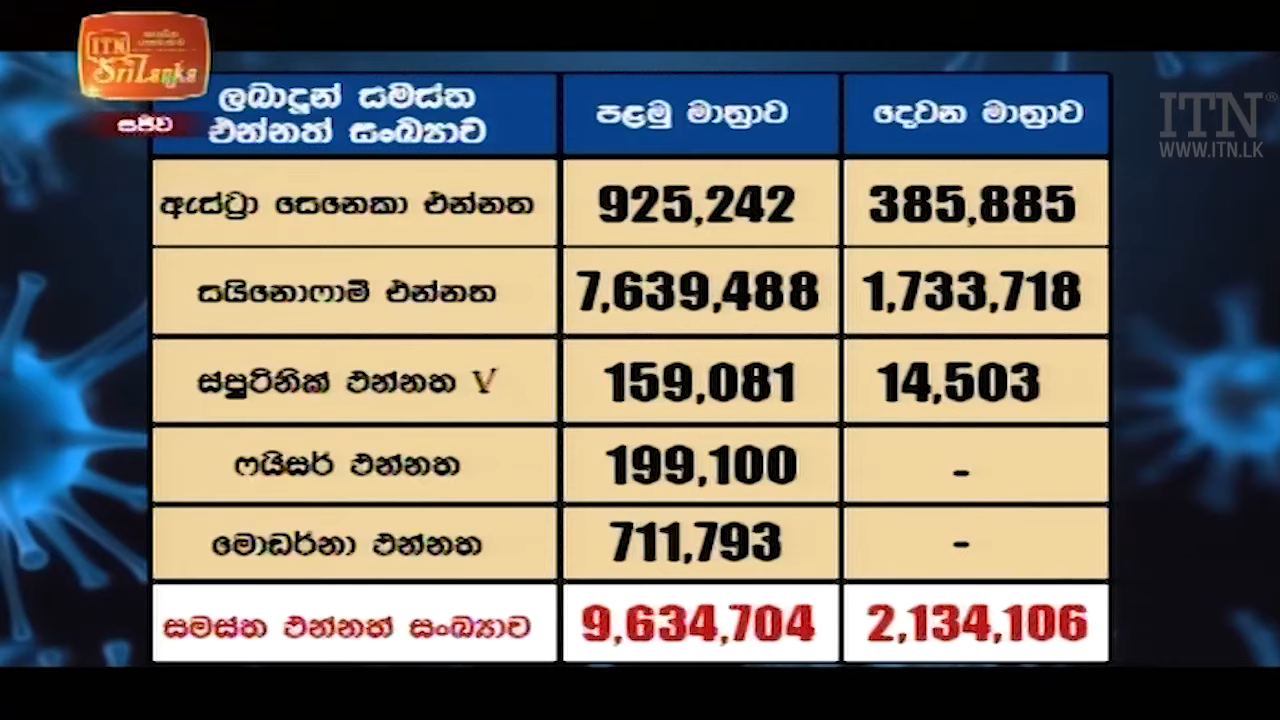 ITN
Sri Lanka
සජීව
ITN®
WWW.ITN.LK
ලබාදුන් සමස්ත
එන්නත් සංඛ්‍යාව
පළමු මාත්‍රාව
දෙවන මාත්‍රාව
ඇස්ට්‍රා සෙනෙකා එන්නත
925,242
385,885
සයිනොෆාම් එන්නත
7,639,488
1,733,718
ස්පුට්නික් එන්නත V
159,081
14,503
ෆයිසර් එන්නත
199,100
-
මොඩර්නා එන්නත
711,793
-
සමස්ත එන්නත් සංඛ්‍යාව
9,634,704
2,134,106